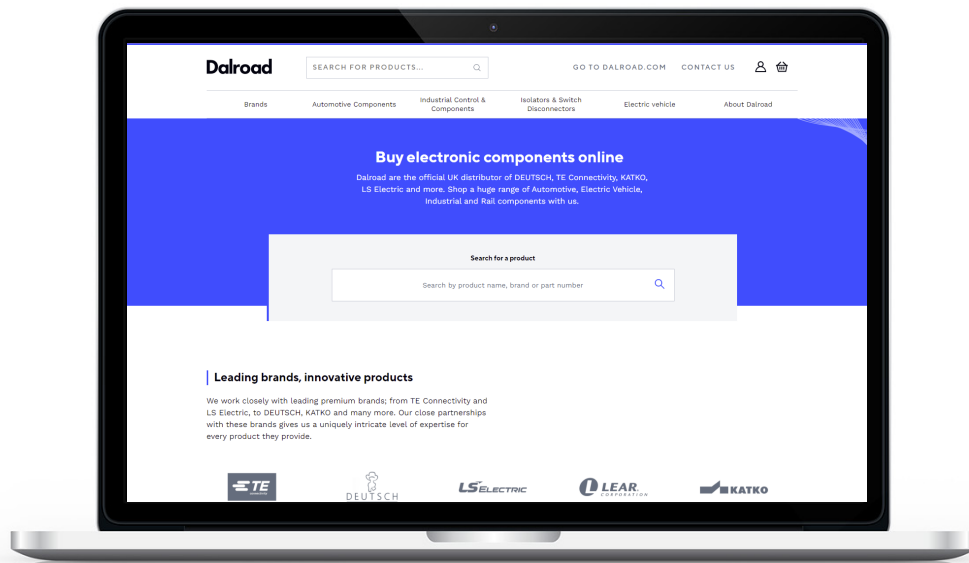 Dalroad
SEARCH FOR PRODUCTS...
GO TO DALROAD.COM
CONTACT US
Brands
Automotive Components
Industrial Control &
Components
Isolators & Switch
Disconnectors
Electric vehicle
About Dalroad
Buy electronic components online
Dalroad are the official UK distributor of DEUTSCH, TE Connectivity, KATKO,
LS Electric and more. Shop a huge range of Automotive, Electric Vehicle,
Industrial and Rail components with us.
Search for a product
Search by product name, brand or part number
Leading brands, innovative products
We work closely with leading premium brands; from TE Connectivity and
LS Electric, to DEUTSCH, KATKO and many more. Our close partnerships
with these brands gives us a uniquely intricate level of expertise for
every product they provide.
TE
DEUTSCH
LS ELECTRIC
LEAR
CORPORATION
KATKO